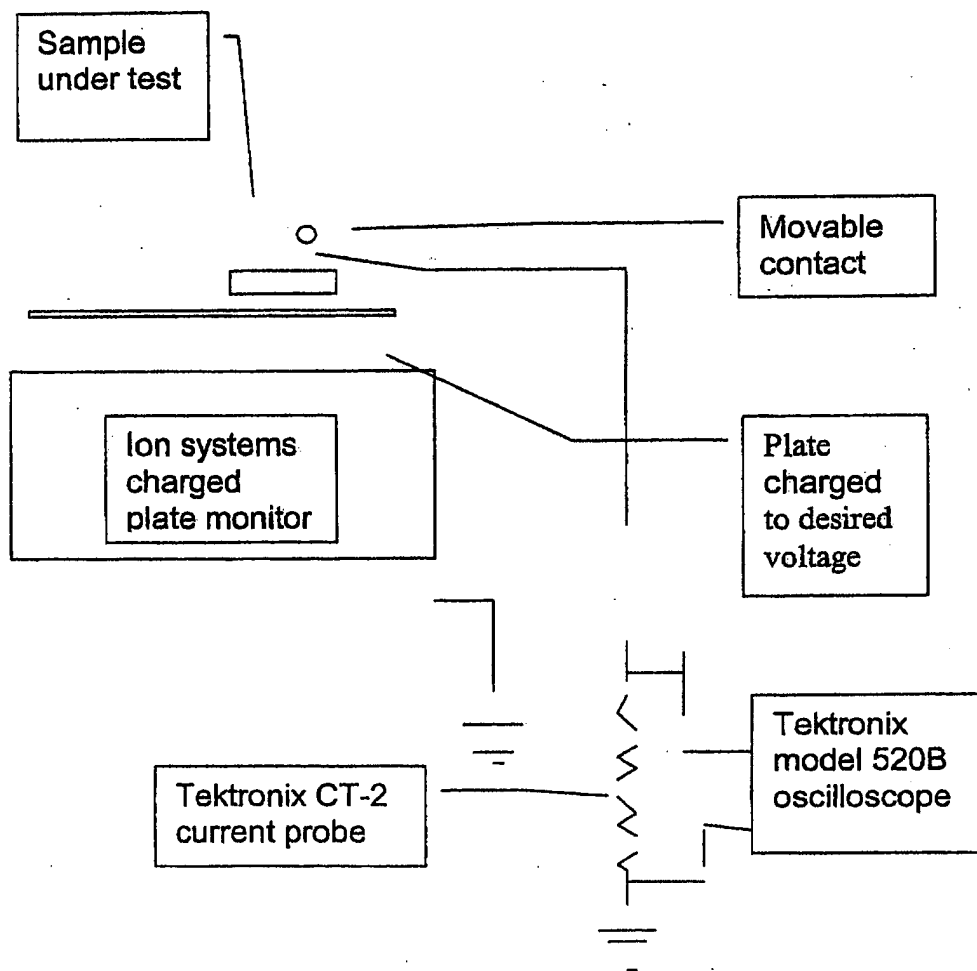 Sample
under test
Movable
contact
Ion systems
charged
plate monitor
Plate
charged
to desired
voltage
Tektronix
model 520B
oscilloscope
Tektronix CT-2
current probe